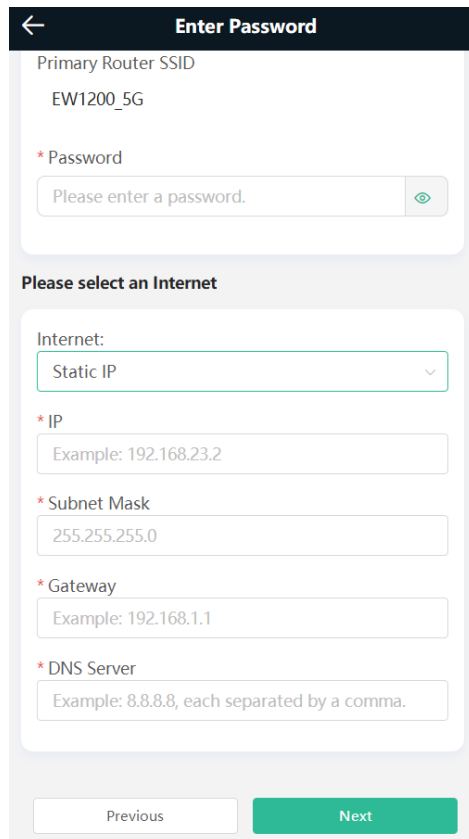 Enter Password
Primary Router SSID
EW1200_5G
* Password
Please enter a password.
Please select an Internet
Internet:
Static IP
* IP
Example: 192.168.23.2
* Subnet Mask
255.255.255.0
* Gateway
Example: 192.168.1.1
* DNS Server
Example: 8.8.8.8, each separated by a comma.
Previous
Next